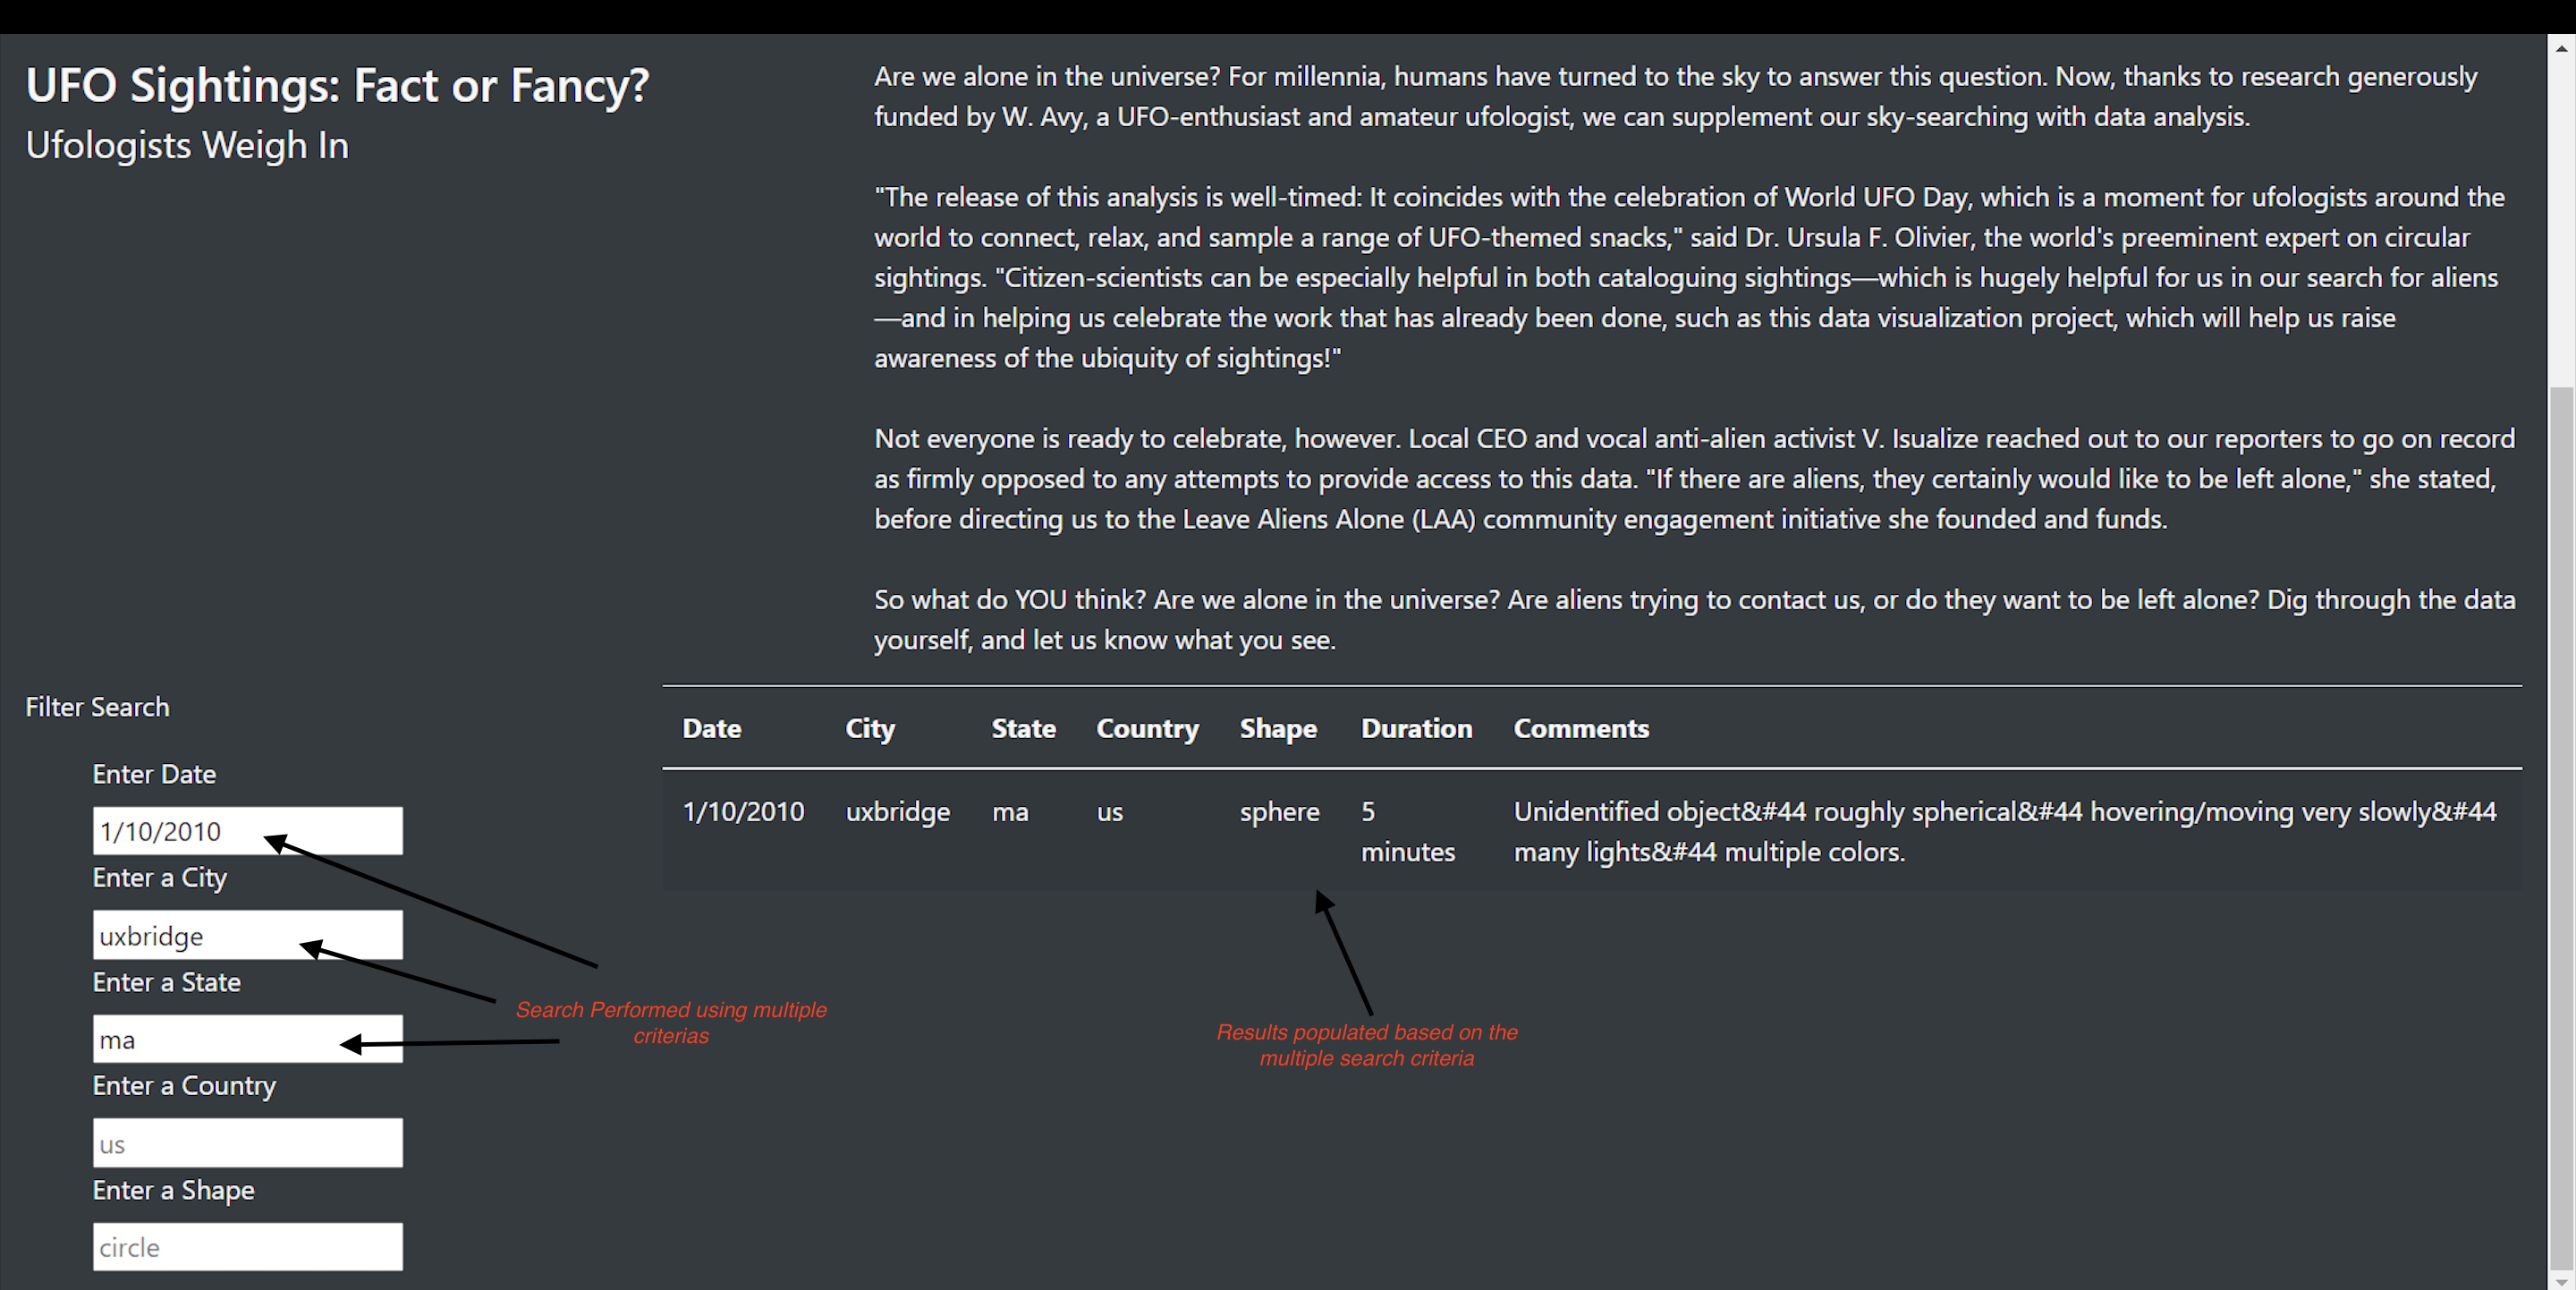 UFO Sightings: Fact or Fancy?
Ufologists Weigh In
Are we alone in the universe? For millennia, humans have turned to the sky to answer this question. Now, thanks to research generously
funded by W. Avy, a UFO-enthusiast and amateur ufologist, we can supplement our sky-searching with data analysis.
"The release of this analysis is well-timed: It coincides with the celebration of World UFO Day, which is a moment for ufologists around the
world to connect, relax, and sample a range of UFO-themed snacks," said Dr. Ursula F. Olivier, the world's preeminent expert on circular
sightings. "Citizen-scientists can be especially helpful in both cataloguing sightings—which is hugely helpful for us in our search for aliens
—and in helping us celebrate the work that has already been done, such as this data visualization project, which will help us raise
awareness of the ubiquity of sightings!"
Not everyone is ready to celebrate, however. Local CEO and vocal anti-alien activist V. Isualize reached out to our reporters to go on record
as firmly opposed to any attempts to provide access to this data. "If there are aliens, they certainly would like to be left alone," she stated,
before directing us to the Leave Aliens Alone (LAA) community engagement initiative she founded and funds.
So what do YOU think? Are we alone in the universe? Are aliens trying to contact us, or do they want to be left alone? Dig through the data
yourself, and let us know what you see.
Filter Search
Enter Date
1/10/2010
Enter a City
uxbridge
Enter a State
ma
Enter a Country
us
Enter a Shape
circle
Search Performed using multiple
criterias
Date City State Country Shape Duration Comments
1/10/2010 uxbridge ma us sphere 5 Unidentified object&#44 roughly spherical&#44 hovering/moving very slowly&#44
minutes many lights&#44 multiple colors.
Results populated based on the
multiple search criteria